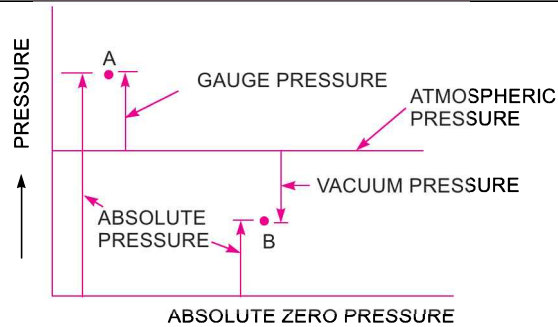 PRESSURE
A
GAUGE PRESSURE
ATMOSPHERIC
PRESSURE
VACUUM PRESSURE
ABSOLUTE
PRESSURE
B
ABSOLUTE ZERO PRESSURE